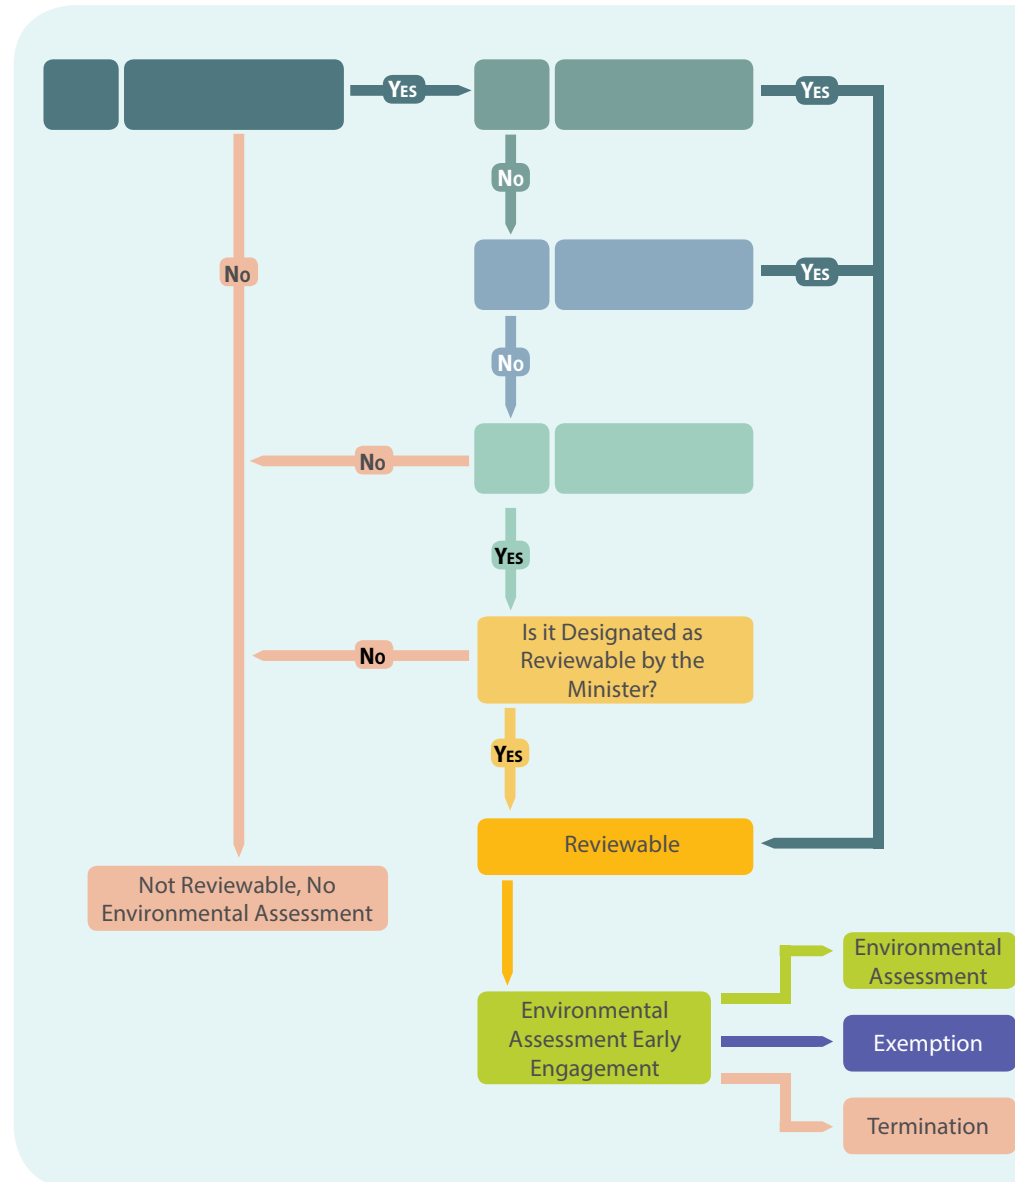 YES
YES
NO
NO
YES
NO
NO
YES
Is it Designated as
Reviewable by the
Minister?
NO
YES
Reviewable
Not Reviewable, No
Environmental Assessment
Environmental
Assessment
Environmental
Assessment Early
Engagement
Exemption
Termination